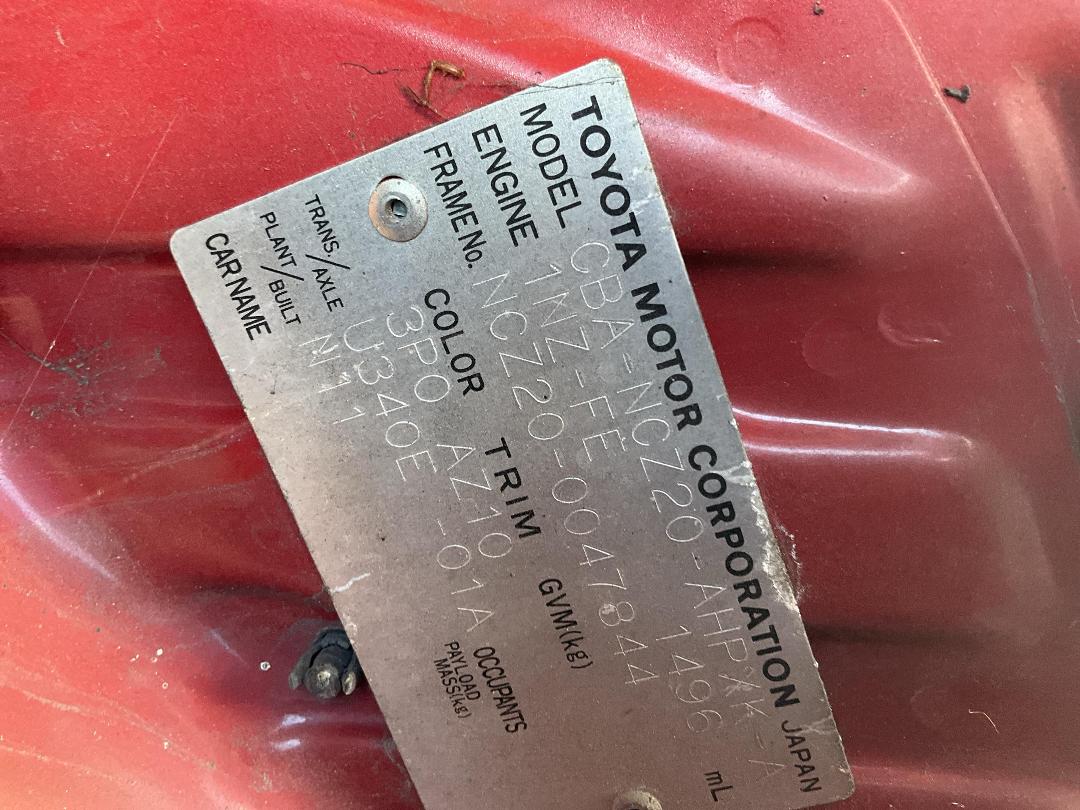 TOYOTA MOTOR CORPORATION JAPAN
MODEL CBA-NCZ20-AHPXK-A
ENGINE 1NZ-FE 1496 mL
FRAME No. NCZ20-0047844
COLOR TRIM GVM(kg)
3P0 AZ10
TRANS./AXLE U340E -01A OCCUPANTS
PLANT/BUILT N11 PAYLOAD MASS(kg)
CAR NAME